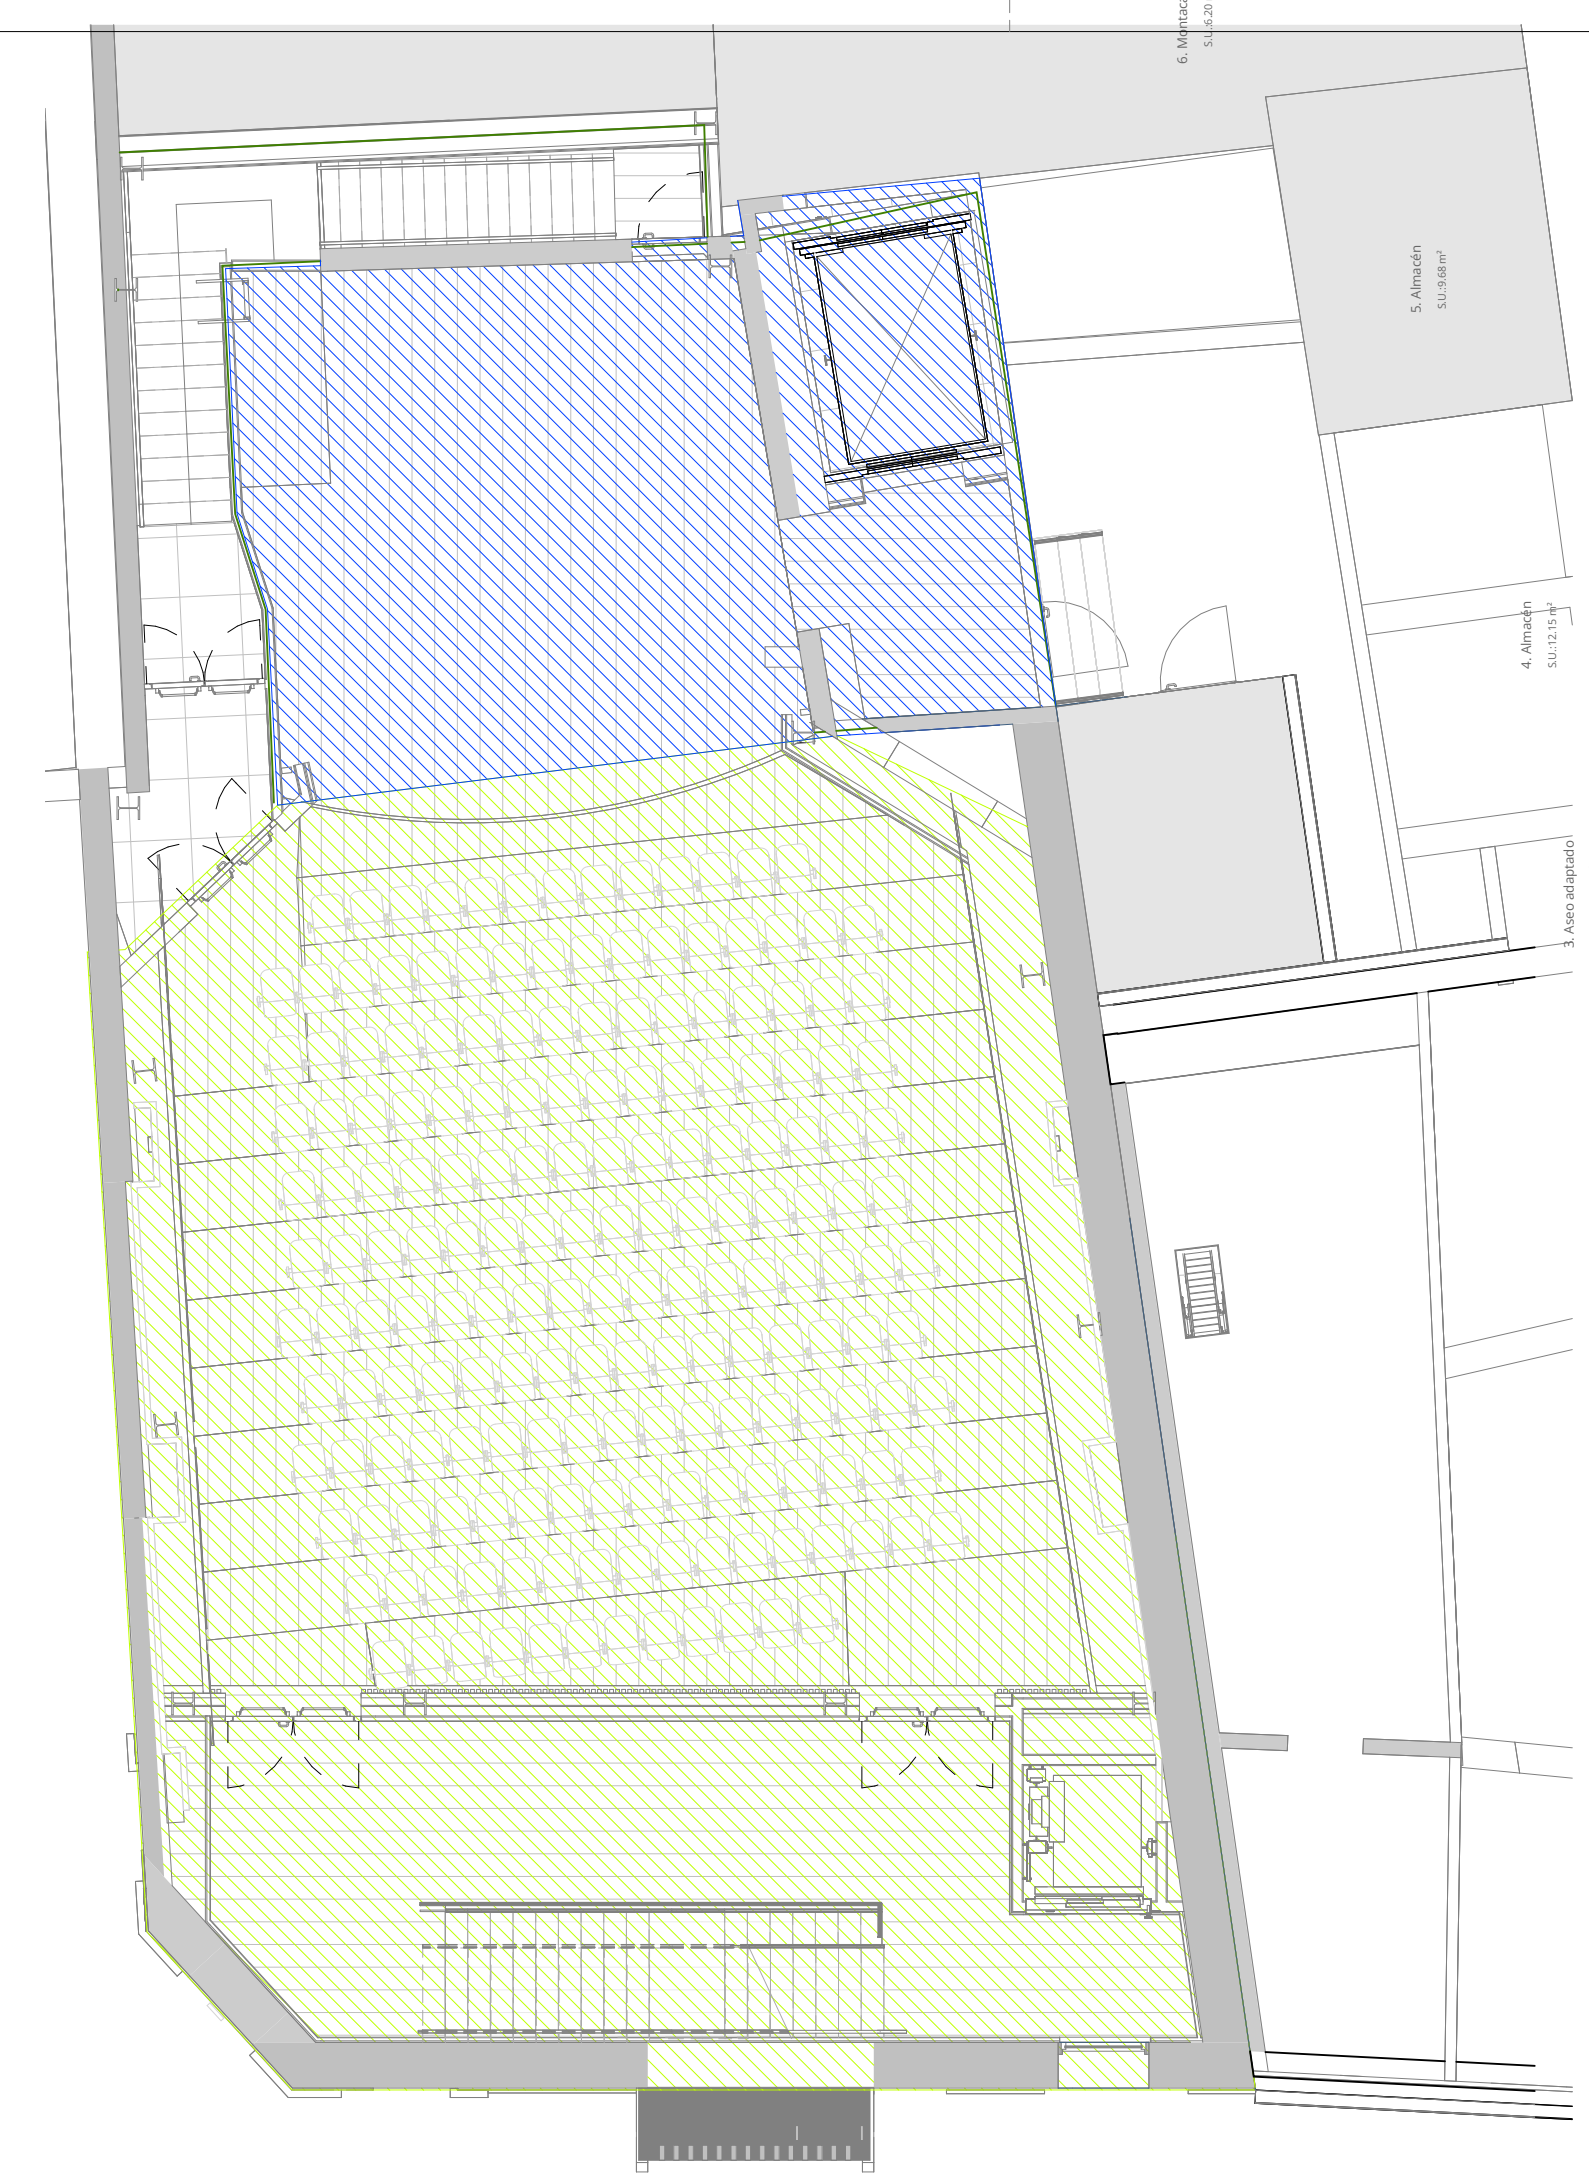 6. Montaca
S.U.:6.20
5. Almacén
S.U.:9.68 m²
4. Almacén
S.U.:12.15 m²
3. Aseo adaptado